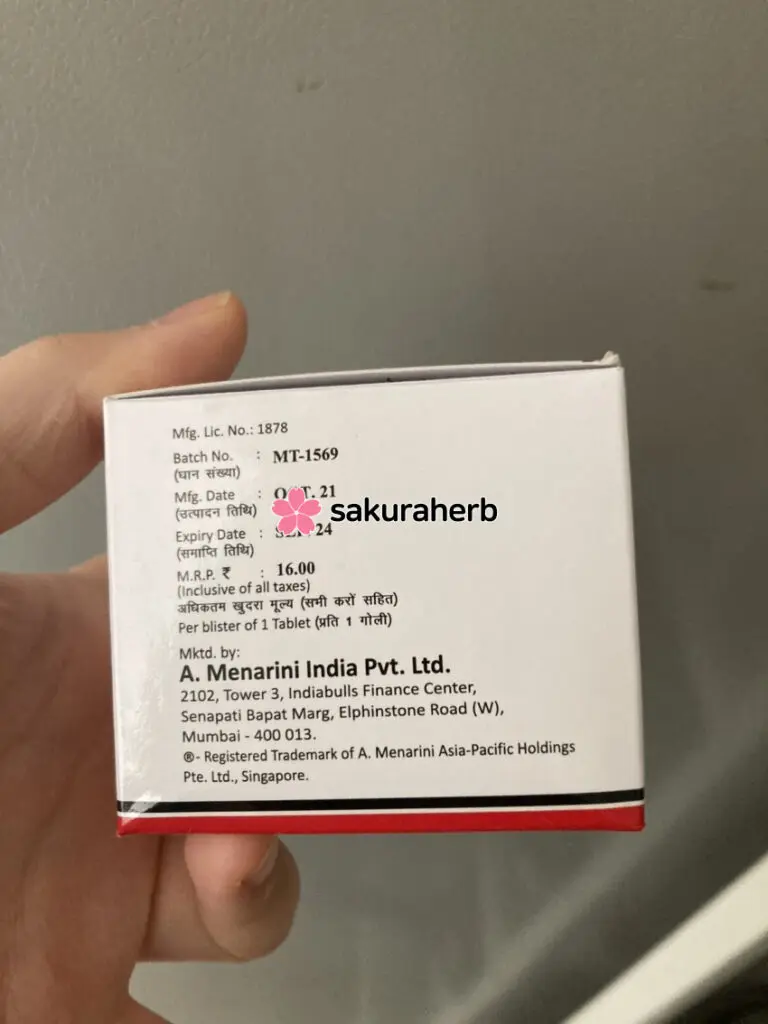 Mfg. Lic. No.: 1878
Batch No. : MT-1569
(घान संख्या)
Mfg. Date : 21
(उत्पादन तिथि)
sakuraherb
Expiry Date : 24
(समाप्ति तिथि)
M.R.P. ₹ : 16.00
(Inclusive of all taxes)
अधिकतम खुदरा मूल्य (सभी करों सहित)
Per blister of 1 Tablet (प्रति 1 गोली)
Mktd. by:
A. Menarini India Pvt. Ltd.
2102, Tower 3, Indiabulls Finance Center,
Senapati Bapat Marg, Elphinstone Road (W),
Mumbai - 400 013.
®- Registered Trademark of A. Menarini Asia-Pacific Holdings
Pte. Ltd., Singapore.